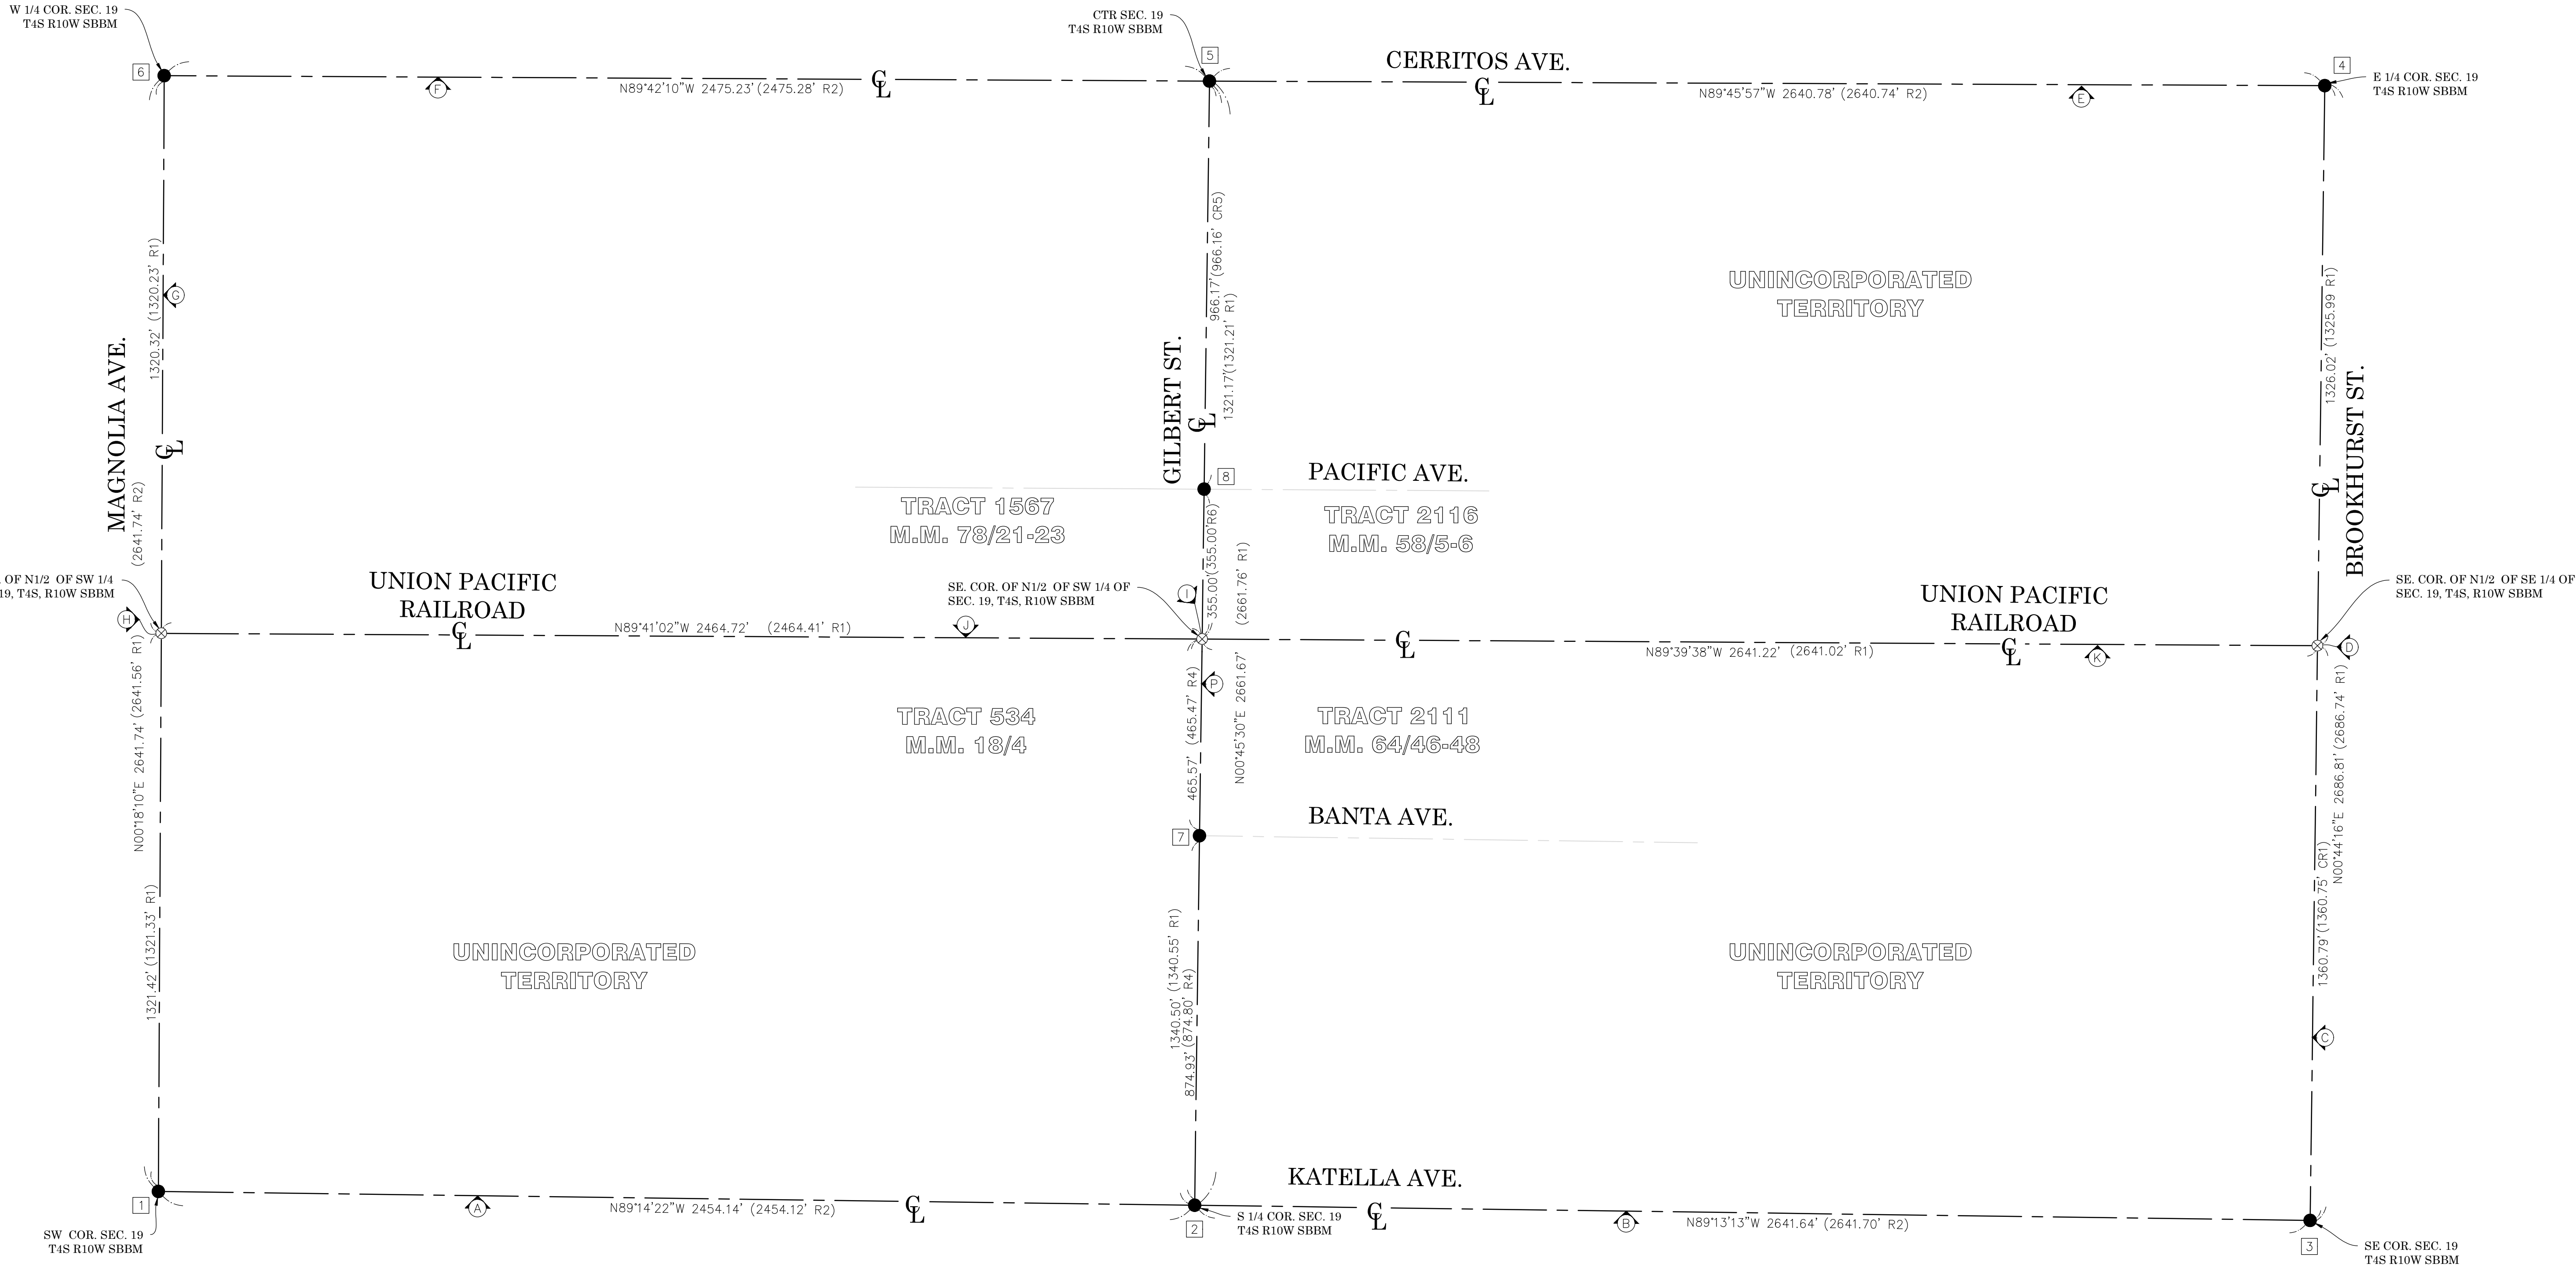 W 1/4 COR. SEC. 19
T4S R10W SBBM
6
CTR SEC. 19
T4S R10W SBBM
5
CERRITOS AVE.
4
E 1/4 COR. SEC. 19
T4S R10W SBBM
N89°42'10"W 2475.23' (2475.28' R2)
F
CL
CL
N89°45'57"W 2640.78' (2640.74' R2)
E
1320.32' (1320.23' R1)
G
MAGNOLIA AVE.
CL
(2641.74' R2)
966.17' (966.16' CR5)
1321.17' (1321.21' R1)
GILBERT ST.
CL
UNINCORPORATED
TERRITORY
1326.02' (1325.99 R1)
BROOKHURST ST.
CL
8
PACIFIC AVE.
TRACT 1567
M.M. 78/21-23
TRACT 2116
M.M. 58/5-6
355.00' (355.00' R6)
(2661.76' R1)
OF N1/2 OF SW 1/4
19, T4S, R10W SBBM
H
UNION PACIFIC
RAILROAD
CL
N89°41'02"W 2464.72' (2464.41' R1)
J
SE. COR. OF N1/2 OF SW 1/4 OF
SEC. 19, T4S, R10W SBBM
I
CL
N89°39'38"W 2641.22' (2641.02' R1)
UNION PACIFIC
RAILROAD
CL
K
SE. COR. OF N1/2 OF SE 1/4 OF
SEC. 19, T4S, R10W SBBM
D
N00°18'10"E 2641.74' (2641.56' R1)
465.57' (465.47' R4)
P
N00°45'30"E 2661.67'
N00°44'16"E 2686.81' (2686.74' R1)
TRACT 534
M.M. 18/4
TRACT 2111
M.M. 64/46-48
7
BANTA AVE.
1321.42' (1321.33' R1)
UNINCORPORATED
TERRITORY
1340.50' (1340.55' R1)
874.93' (874.80' R4)
UNINCORPORATED
TERRITORY
1360.79' (1360.75' CR1)
C
1
A
N89°14'22"W 2454.14' (2454.12' R2)
CL
KATELLA AVE.
2
S 1/4 COR. SEC. 19
T4S R10W SBBM
CL
B
N89°13'13"W 2641.64' (2641.70' R2)
3
SW COR. SEC. 19
T4S R10W SBBM
SE COR. SEC. 19
T4S R10W SBBM